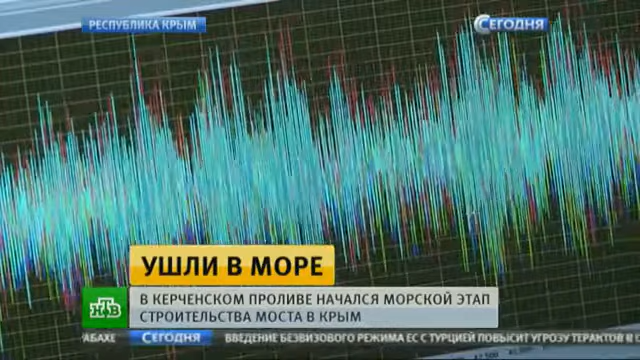 РЕСПУБЛИКА КРЫМ
СЕГОДНЯ
УШЛИ В МОРЕ
В КЕРЧЕНСКОМ ПРОЛИВЕ НАЧАЛСЯ МОРСКОЙ ЭТАП
СТРОИТЕЛЬСТВА МОСТА В КРЫМ
НТВ
АБАХЕ СЕГОДНЯ ВВЕДЕНИЕ БЕЗВИЗОВОГО РЕЖИМА ЕС С ТУРЦИЕЙ ПОВЫСИТ УГРОЗУ ТЕРАКТОВ В